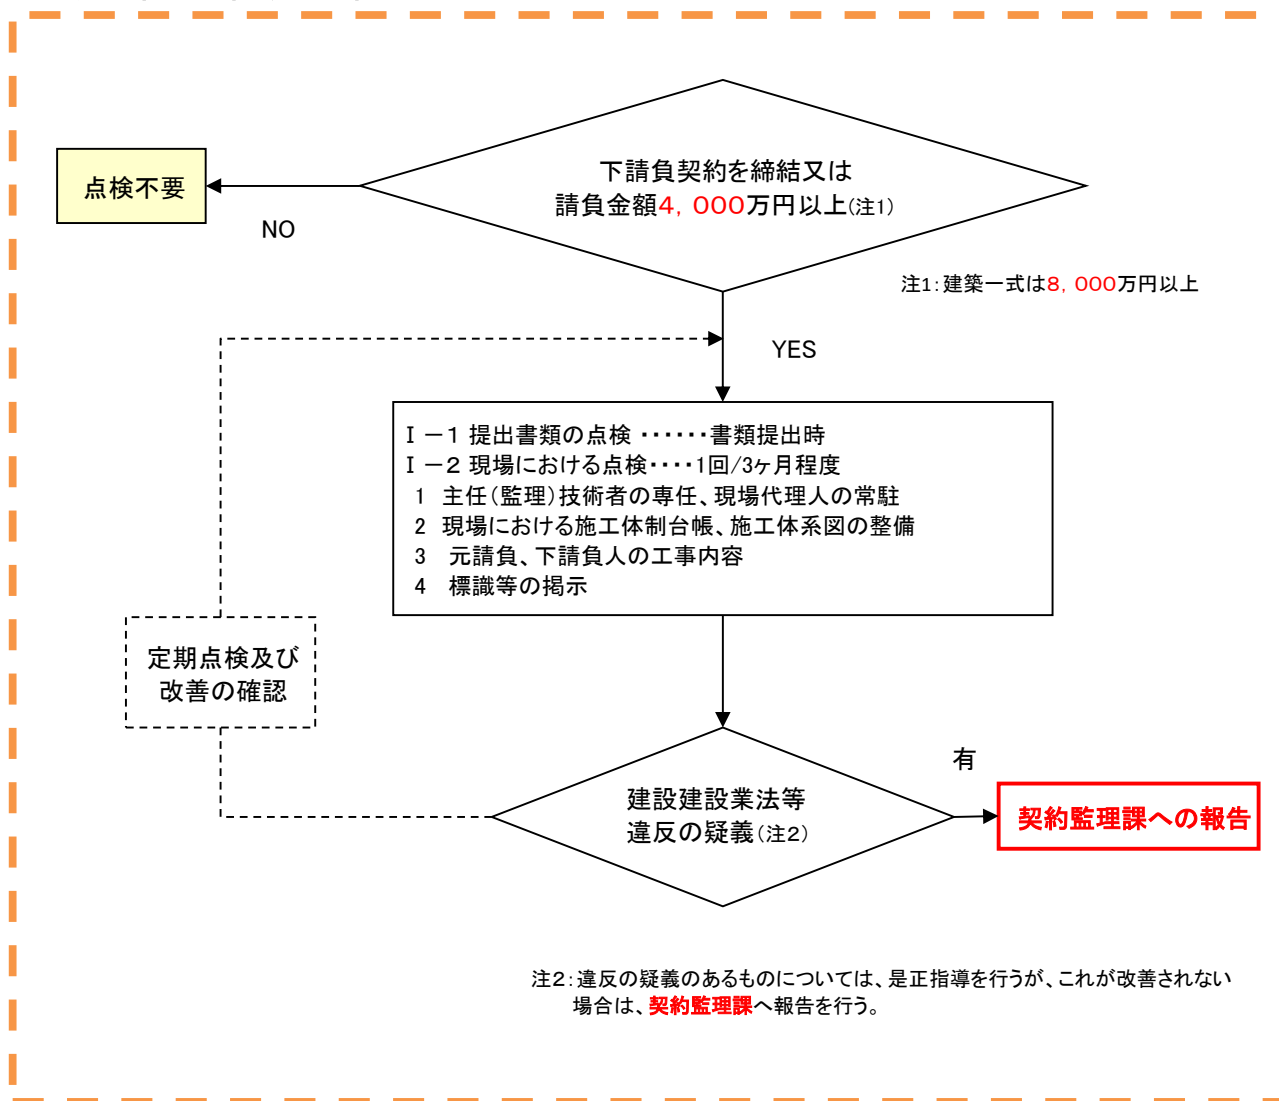 下請負契約を締結又は
請負金額4,000万円以上(注1)
点検不要
NO
注1:建築一式は8,000万円以上
YES
Ⅰ－1 提出書類の点検 ・・・・・・書類提出時
Ⅰ－2 現場における点検・・・・1回/3ヶ月程度
1 主任(監理)技術者の専任、現場代理人の常駐
2 現場における施工体制台帳、施工体系図の整備
3 元請負、下請負人の工事内容
4 標識等の掲示
定期点検及び
改善の確認
建設建設業法等
違反の疑義(注2)
有
契約監理課への報告
注2:違反の疑義のあるものについては、是正指導を行うが、これが改善されない
場合は、契約監理課へ報告を行う。